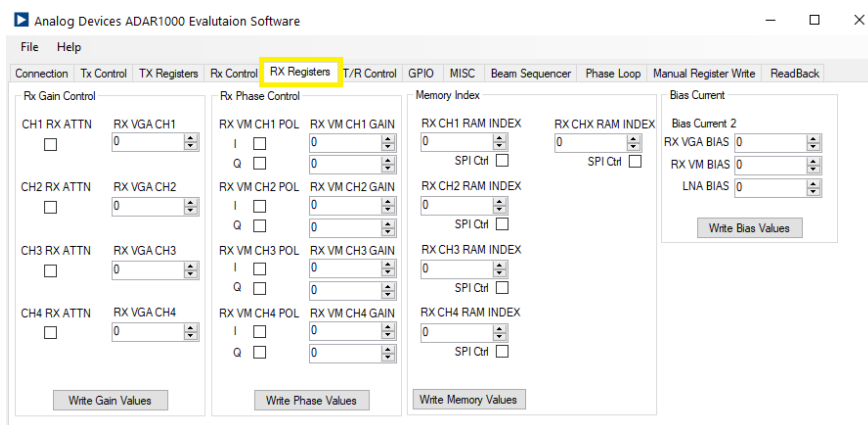 Analog Devices ADAR1000 Evalutaion Software
File Help
Connection Tx Control TX Registers Rx Control RX Registers T/R Control GPIO MISC Beam Sequencer Phase Loop Manual Register Write ReadBack
Rx Gain Control
CH1 RX ATTN RX VGA CH1
0
CH2 RX ATTN RX VGA CH2
0
CH3 RX ATTN RX VGA CH3
0
CH4 RX ATTN RX VGA CH4
0
Write Gain Values
Rx Phase Control
RX VM CH1 POL RX VM CH1 GAIN
I 0
Q 0
RX VM CH2 POL RX VM CH2 GAIN
I 0
Q 0
RX VM CH3 POL RX VM CH3 GAIN
I 0
Q 0
RX VM CH4 POL RX VM CH4 GAIN
I 0
Q 0
Write Phase Values
Memory Index
RX CH1 RAM INDEX RX CHX RAM INDEX
0 0
SPI Ctrl SPI Ctrl
RX CH2 RAM INDEX
0
SPI Ctrl
RX CH3 RAM INDEX
0
SPI Ctrl
RX CH4 RAM INDEX
0
SPI Ctrl
Write Memory Values
Bias Current
Bias Current 2
RX VGA BIAS 0
RX VM BIAS 0
LNA BIAS 0
Write Bias Values